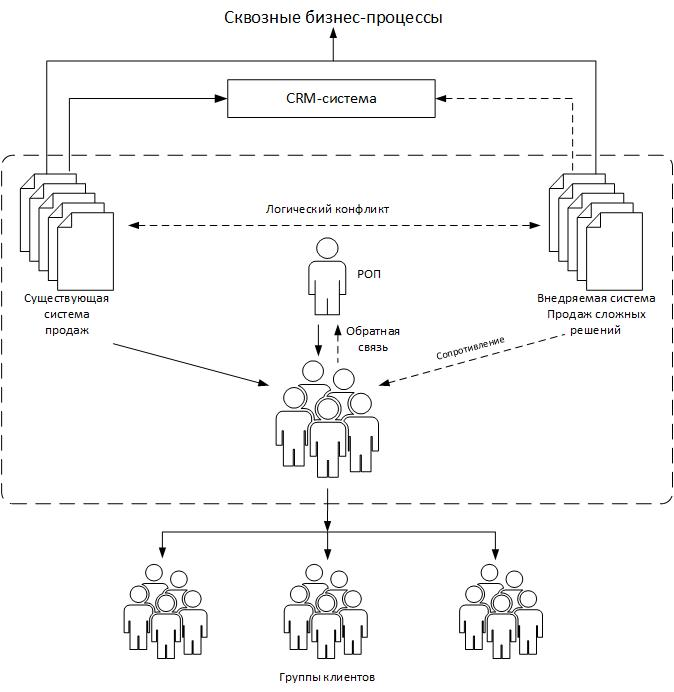 Сквозные бизнес-процессы
CRM-система
Логический конфликт
РОП
Существующая
система
продаж
Внедряемая система
Продаж сложных
решений
Обратная
связь
Сопротивление
Группы клиентов